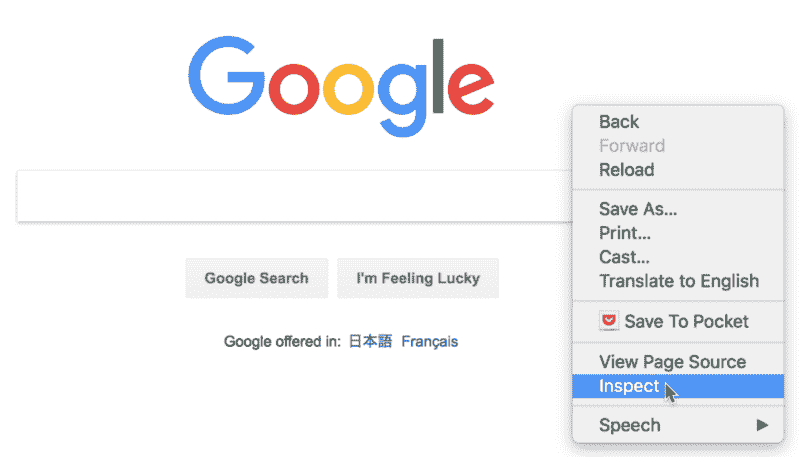 Google
Google Search
I'm Feeling Lucky
Google offered in: 日本語 Français
Back
Forward
Reload
Save As...
Print...
Cast...
Translate to English
Save To Pocket
View Page Source
Inspect
Speech